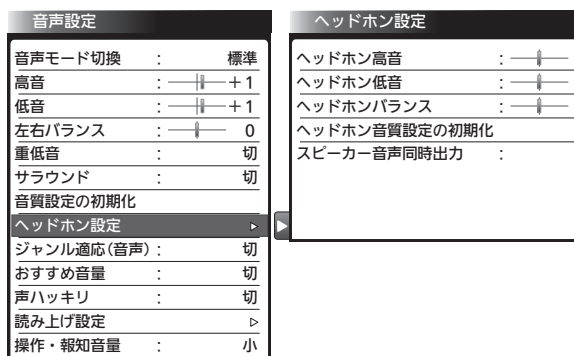 音声設定
音声モード切換 : 標準
高音 : +1
低音 : +1
左右バランス : 0
重低音 : 切
サラウンド : 切
音質設定の初期化
ヘッドホン設定
ジャンル適応(音声) : 切
おすすめ音量 : 切
声ハッキリ : 切
読み上げ設定
操作・報知音量 : 小
ヘッドホン設定
ヘッドホン高音 :
ヘッドホン低音 :
ヘッドホンバランス :
ヘッドホン音質設定の初期化
スピーカー音声同時出力 :